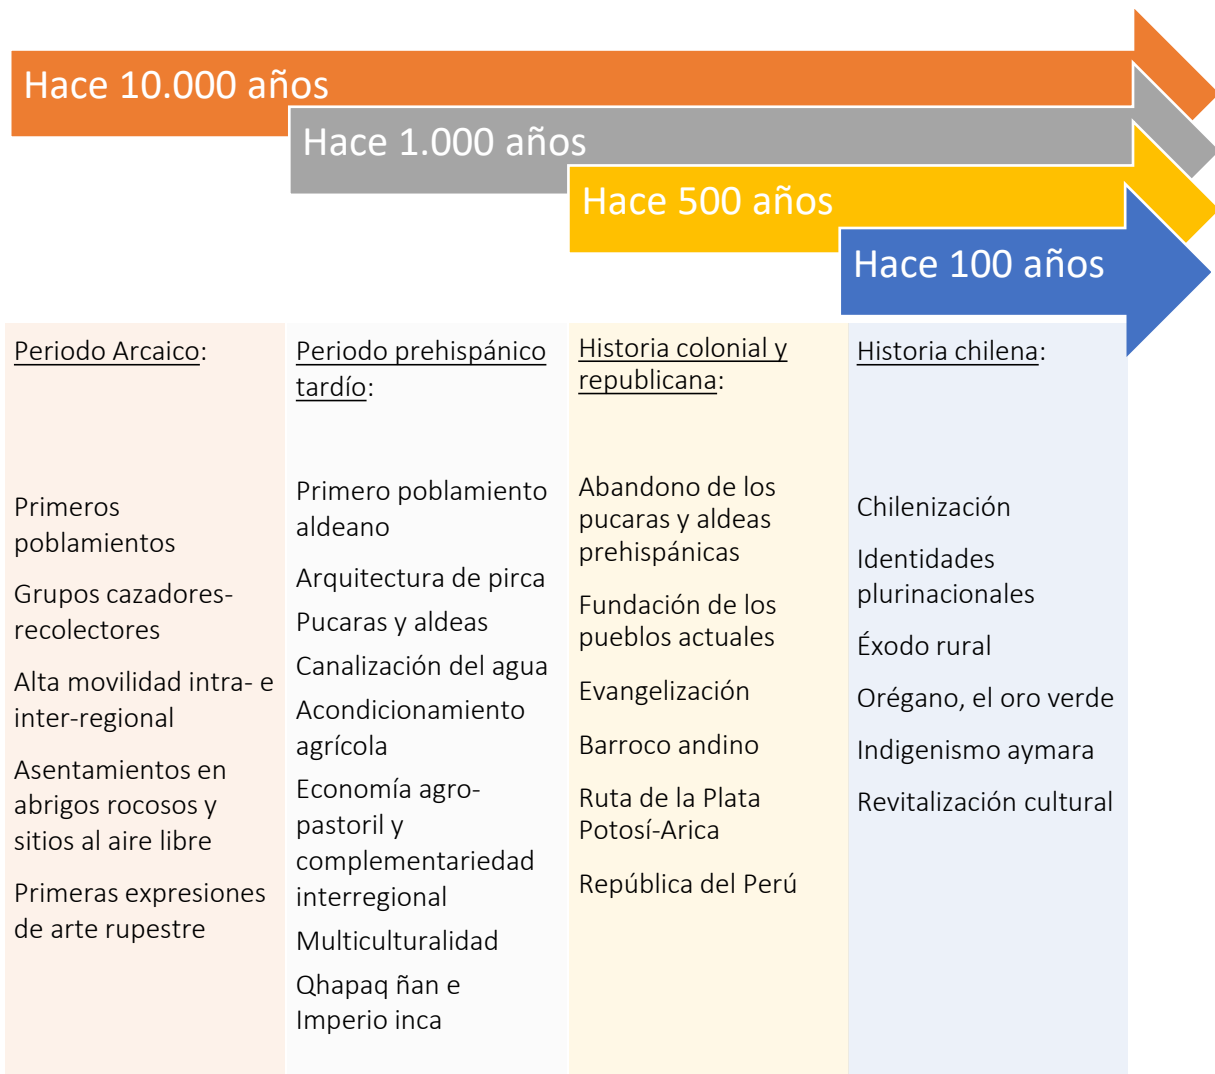 Hace 10.000 años
Hace 1.000 años
Hace 500 años
Hace 100 años
Periodo Arcaico:
Primeros
poblamientos
Grupos cazadores-
recolectores
Alta movilidad intra- e
inter-regional
Asentamientos en
abrigos rocosos y
sitios al aire libre
Primeras expresiones
de arte rupestre
Periodo prehispánico
tardío:
Primero poblamiento
aldeano
Arquitectura de pirca
Pucaras y aldeas
Canalización del agua
Acondicionamiento
agrícola
Economía agro-
pastoril y
complementariedad
interregional
Multiculturalidad
Qhapaq ñan e
Imperio inca
Historia colonial y
republicana:
Abandono de los
pucaras y aldeas
prehispánicas
Fundación de los
pueblos actuales
Evangelización
Barroco andino
Ruta de la Plata
Potosí-Arica
República del Perú
Historia chilena:
Chilenización
Identidades
plurinacionales
Éxodo rural
Orégano, el oro verde
Indigenismo aymara
Revitalización cultural